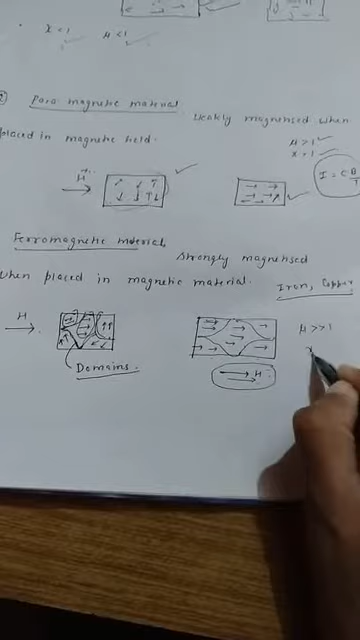 x < 1 μ < 1
Para magnetic material. Weakly magnetised when
placed in magnetic field.
μ > 1
x > 1
H
Ferromagnetic material, Strongly magnetised
when placed in magnetic material.
Iron, Copper
H
μ >> 1
x
H
Domains.